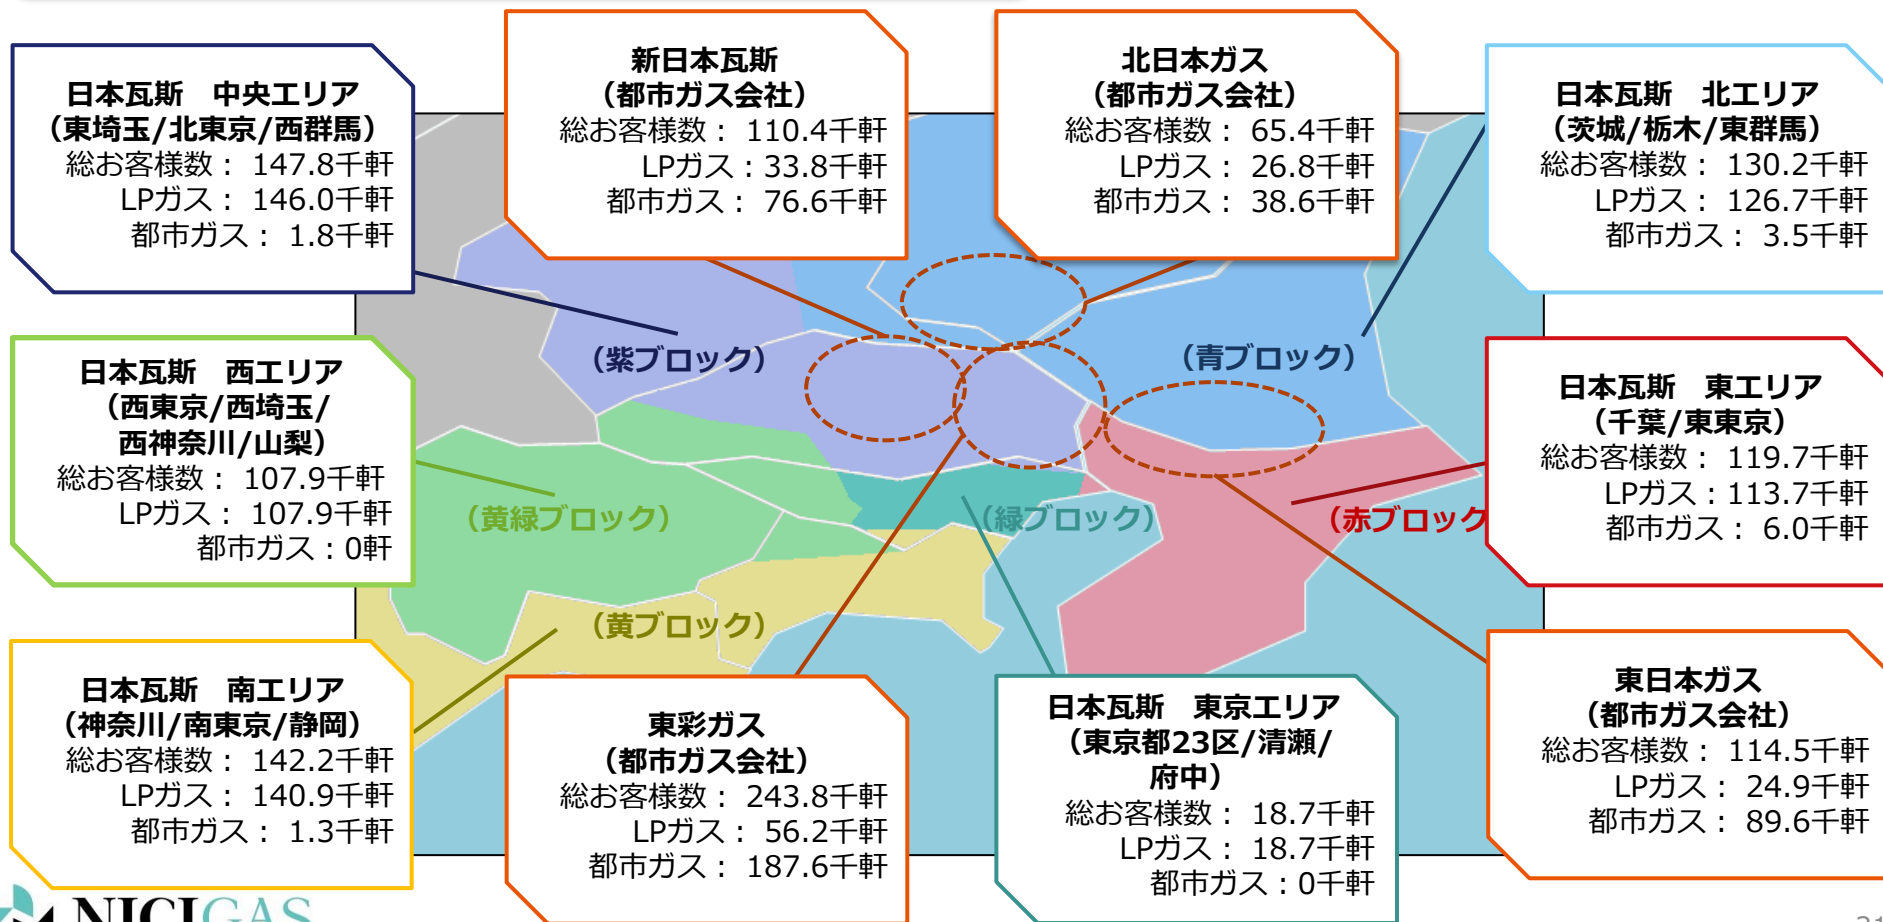 日本瓦斯　中央エリア
（東埼玉/北東京/西群馬）
総お客様数： 147.8千軒
LPガス： 146.0千軒
都市ガス： 1.8千軒
新日本瓦斯
（都市ガス会社）
総お客様数： 110.4千軒
LPガス：33.8千軒
都市ガス： 76.6千軒
北日本ガス
（都市ガス会社）
総お客様数： 65.4千軒
LPガス： 26.8千軒
都市ガス： 38.6千軒
日本瓦斯　北エリア
（茨城/栃木/東群馬）
総お客様数： 130.2千軒
LPガス： 126.7千軒
都市ガス： 3.5千軒
（紫ブロック）
（青ブロック）
日本瓦斯　西エリア
（西東京/西埼玉/
西神奈川/山梨）
総お客様数： 107.9千軒
LPガス： 107.9千軒
都市ガス：0軒
（黄緑ブロック）
（緑ブロック）
（赤ブロック
日本瓦斯　東エリア
（千葉/東東京）
総お客様数： 119.7千軒
LPガス：113.7千軒
都市ガス： 6.0千軒
（黄ブロック）
日本瓦斯　南エリア
（神奈川/南東京/静岡）
総お客様数： 142.2千軒
LPガス： 140.9千軒
都市ガス： 1.3千軒
東彩ガス
（都市ガス会社）
総お客様数： 243.8千軒
LPガス： 56.2千軒
都市ガス： 187.6千軒
日本瓦斯　東京エリア
（東京都23区/清瀬/
府中）
総お客様数： 18.7千軒
LPガス： 18.7千軒
都市ガス：0千軒
東日本ガス
（都市ガス会社）
総お客様数： 114.5千軒
LPガス： 24.9千軒
都市ガス： 89.6千軒
NICIGAS